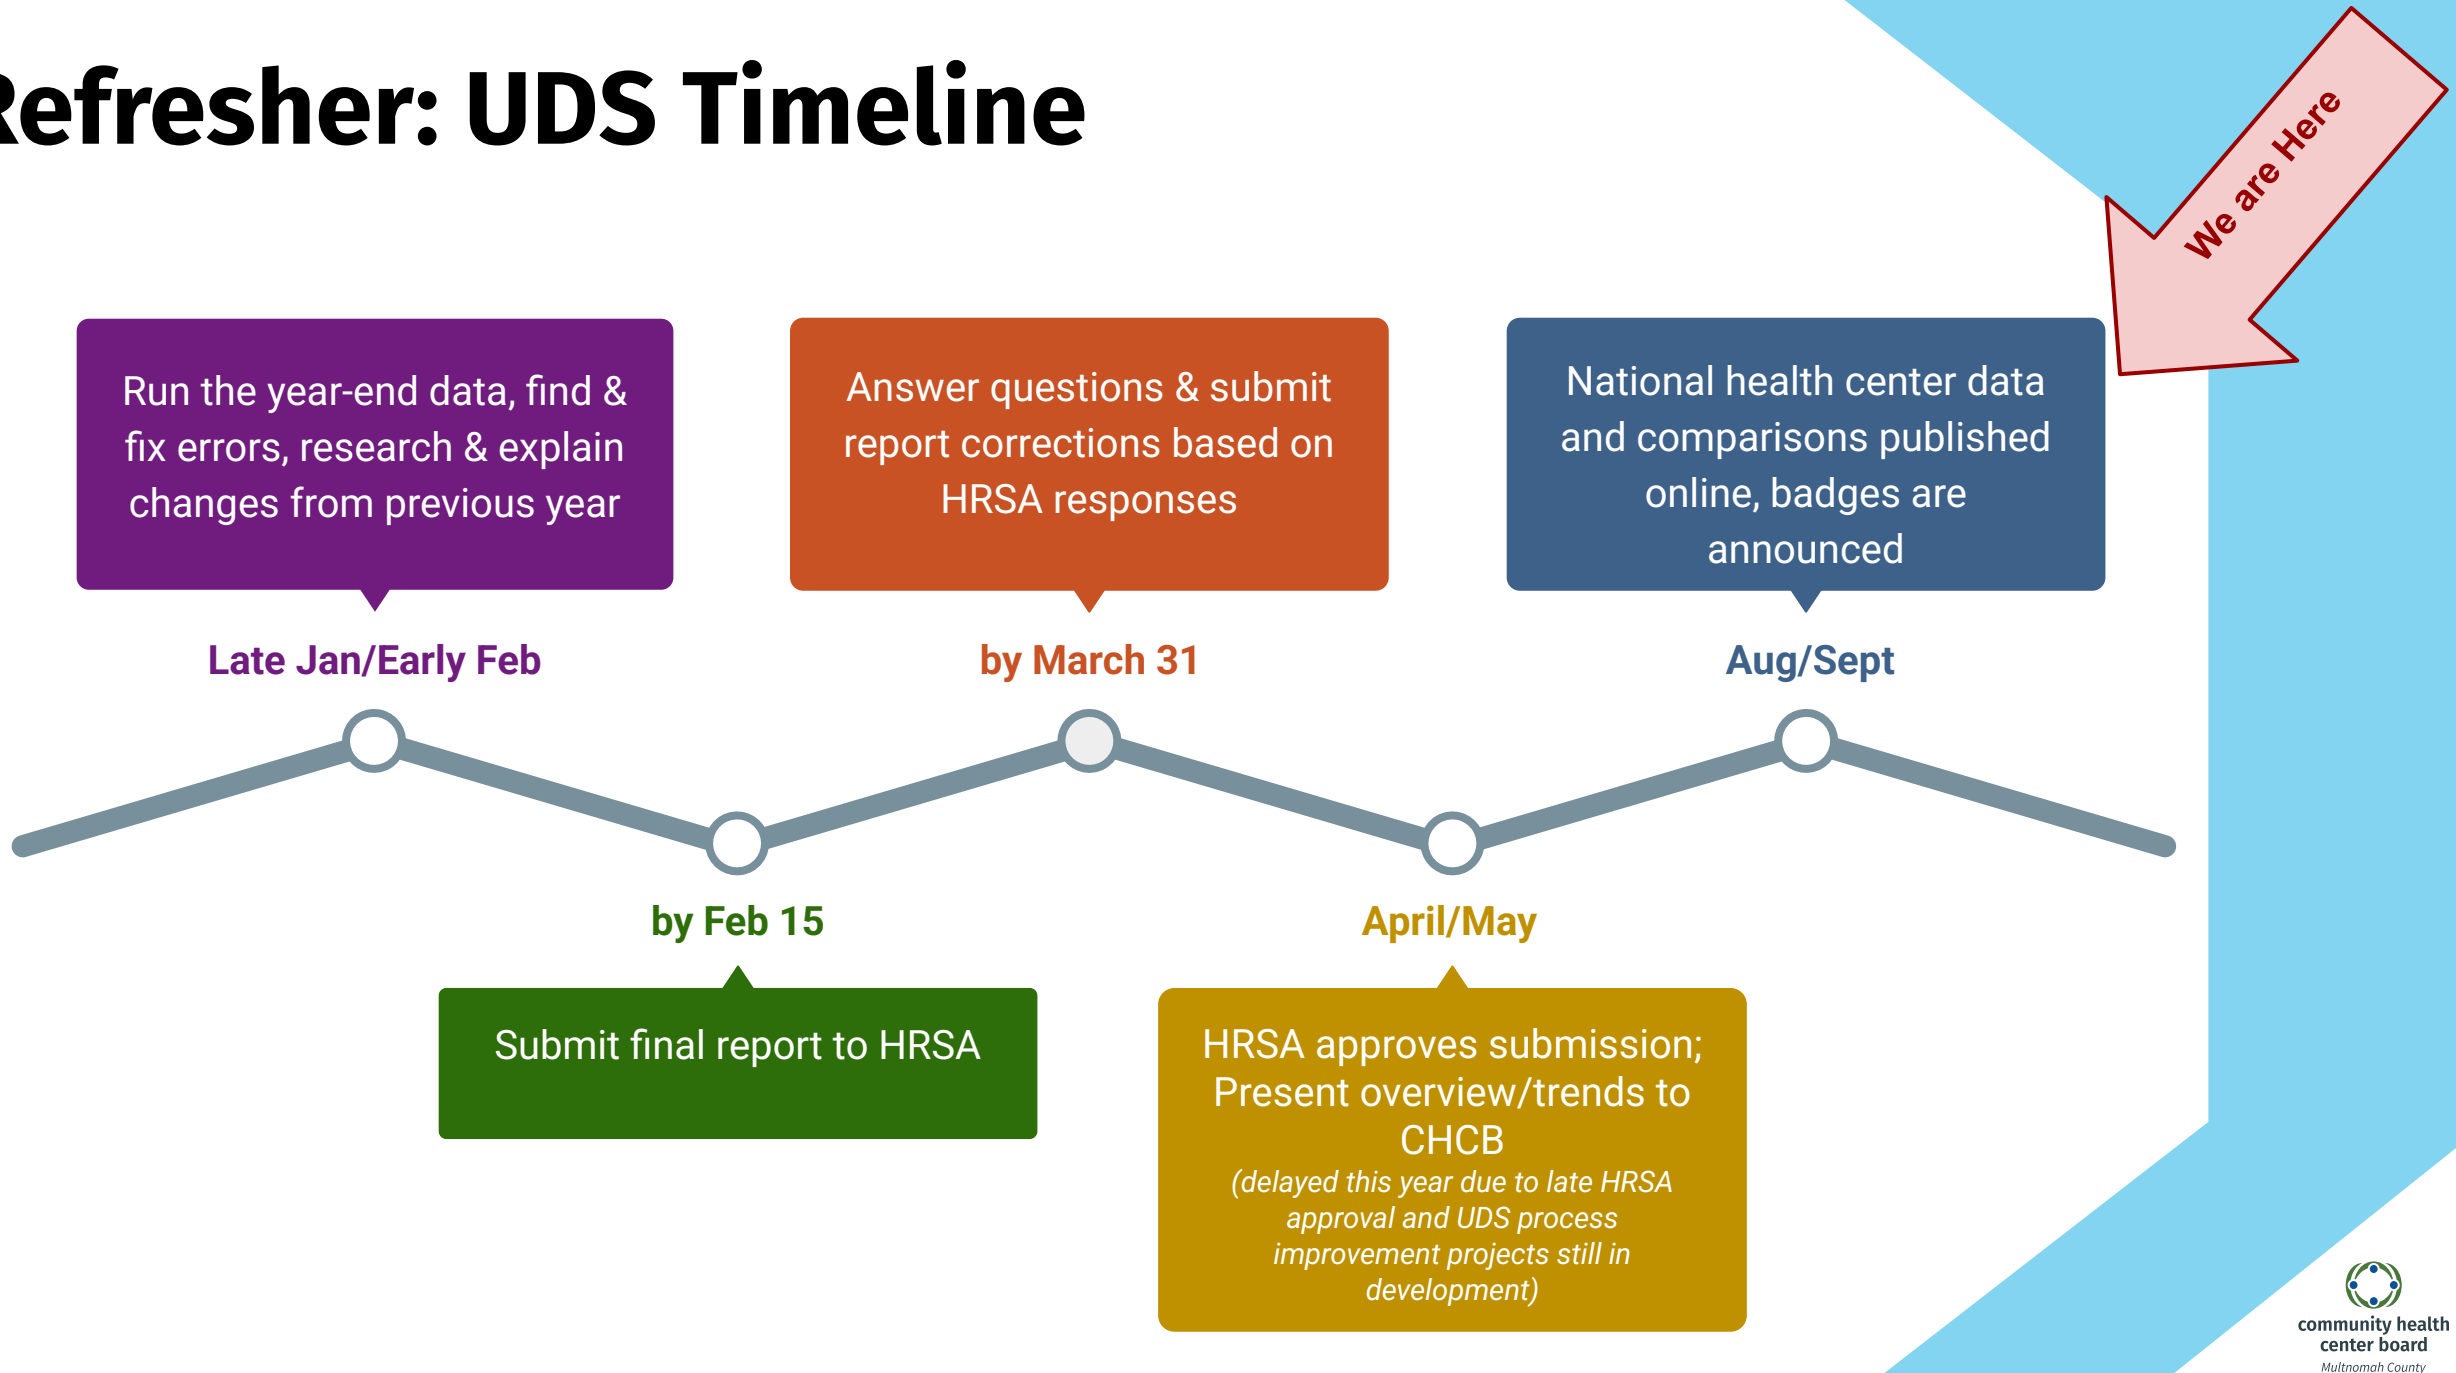 Refresher: UDS Timeline
We are Here
Run the year-end data, find &
fix errors, research & explain
changes from previous year
Late Jan/Early Feb
Answer questions & submit
report corrections based on
HRSA responses
by March 31
National health center data
and comparisons published
online, badges are
announced
Aug/Sept
by Feb 15
Submit final report to HRSA
April/May
HRSA approves submission;
Present overview/trends to
CHCB
(delayed this year due to late HRSA
approval and UDS process
improvement projects still in
development)
community health
center board
Multnomah County